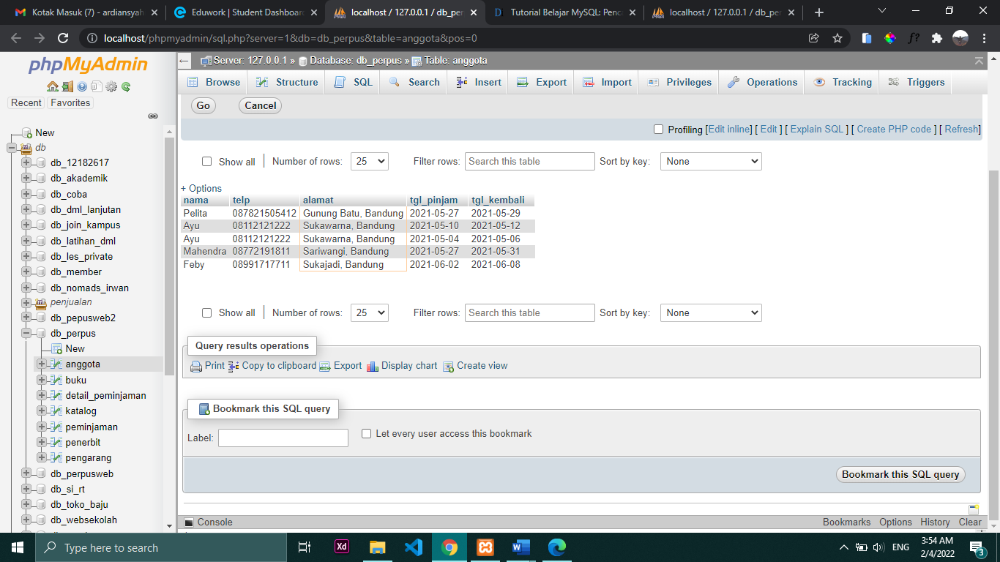 Kotak Masuk (7) - ardiansyah
Eduwork | Student Dashboard
localhost / 127.0.0.1 / db_per
Tutorial Belajar MySQL: Penca
localhost / 127.0.0.1 / db_per
localhost/phpmyadmin/sql.php?server=1&db=db_perpus&table=anggota&pos=0
phpMyAdmin
Recent Favorites
New
db
db_12182617
db_akademik
db_coba
db_dml_lanjutan
db_join_kampus
db_latihan_dml
db_les_private
db_member
db_nomads_irwan
penjualan
db_pepusweb2
db_perpus
New
anggota
buku
detail_peminjaman
katalog
peminjaman
penerbit
pengarang
db_perpusweb
db_si_rt
db_toko_baju
db_websekolah
Server: 127.0.0.1 » Database: db_perpus » Table: anggota
Browse Structure SQL Search Insert Export Import Privileges Operations Tracking Triggers
Go Cancel
Profiling [Edit inline] [ Edit ] [ Explain SQL ] [ Create PHP code ] [ Refresh]
Show all | Number of rows: 25 Filter rows: Search this table Sort by key: None
+ Options
nama telp alamat tgl_pinjam tgl_kembali
Pelita 087821505412 Gunung Batu, Bandung 2021-05-27 2021-05-29
Ayu 08112121222 Sukawarna, Bandung 2021-05-10 2021-05-12
Ayu 08112121222 Sukawarna, Bandung 2021-05-04 2021-05-06
Mahendra 08772191811 Sariwangi, Bandung 2021-05-27 2021-05-31
Feby 08991717711 Sukajadi, Bandung 2021-06-02 2021-06-08
Show all | Number of rows: 25 Filter rows: Search this table Sort by key: None
Query results operations
Print Copy to clipboard Export Display chart Create view
Bookmark this SQL query
Label: Let every user access this bookmark
Bookmark this SQL query
Console Bookmarks Options History Clear
Type here to search
Xd
ENG
3:54 AM
2/4/2022
3